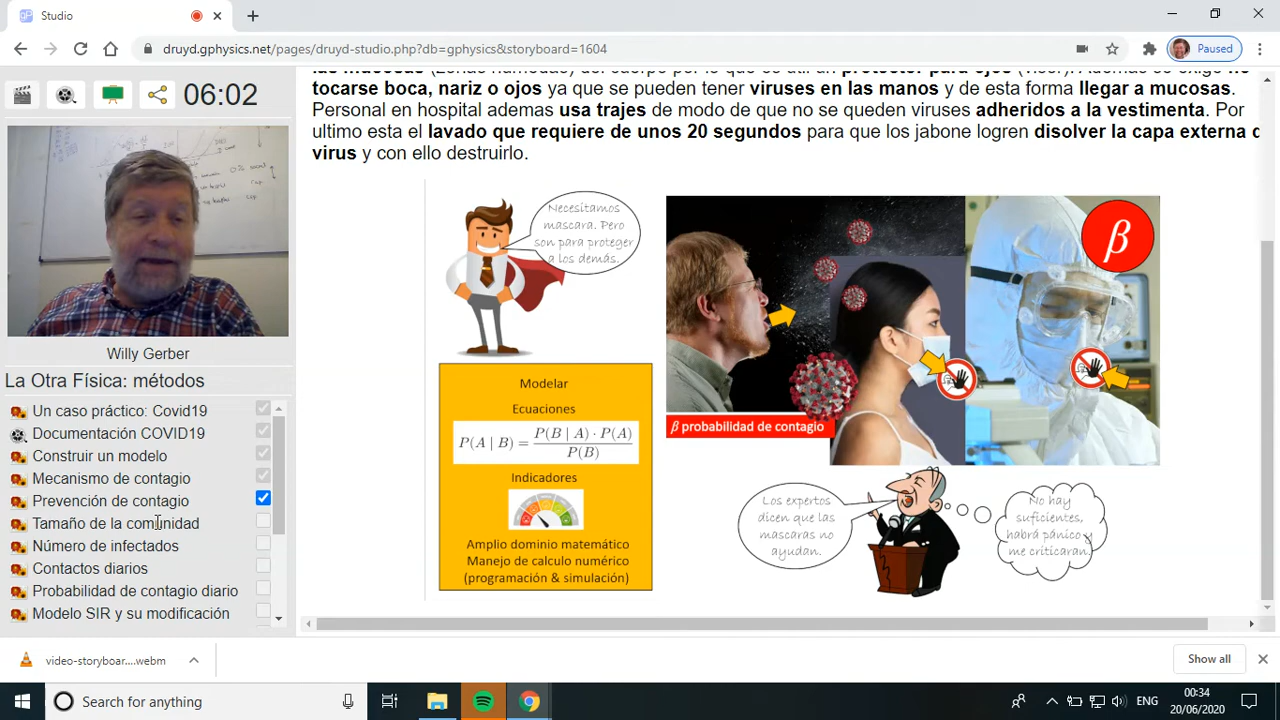 Studio
druyd.gphysics.net/pages/druyd-studio.php?db=gphysics&storyboard=1604
Paused
06:02
Willy Gerber
La Otra Física: métodos
Un caso práctico: Covid19
Documentación COVID19
Construir un modelo
Mecanismo de contagio
Prevención de contagio
Tamaño de la comunidad
Número de infectados
Contactos diarios
Probabilidad de contagio diario
Modelo SIR y su modificación
tocarse boca, nariz o ojos ya que se pueden tener viruses en las manos y de esta forma llegar a mucosas.
Personal en hospital ademas usa trajes de modo de que no se queden viruses adheridos a la vestimenta. Por
ultimo esta el lavado que requiere de unos 20 segundos para que los jabone logren disolver la capa externa d
virus y con ello destruirlo.
Necesitamos
mascara. Pero
son para proteger
a los demás.
β
Modelar
Ecuaciones
P(A | B) = P(B | A) · P(A) / P(B)
Indicadores
Amplio dominio matemático
Manejo de calculo numérico
(programación & simulación)
β probabilidad de contagio
Los expertos
dicen que las
mascaras no
ayudan.
No hay
suficientes,
habrá pánico y
me criticaran.
video-storyboar....webm
Show all
Search for anything
ENG
00:34
20/06/2020